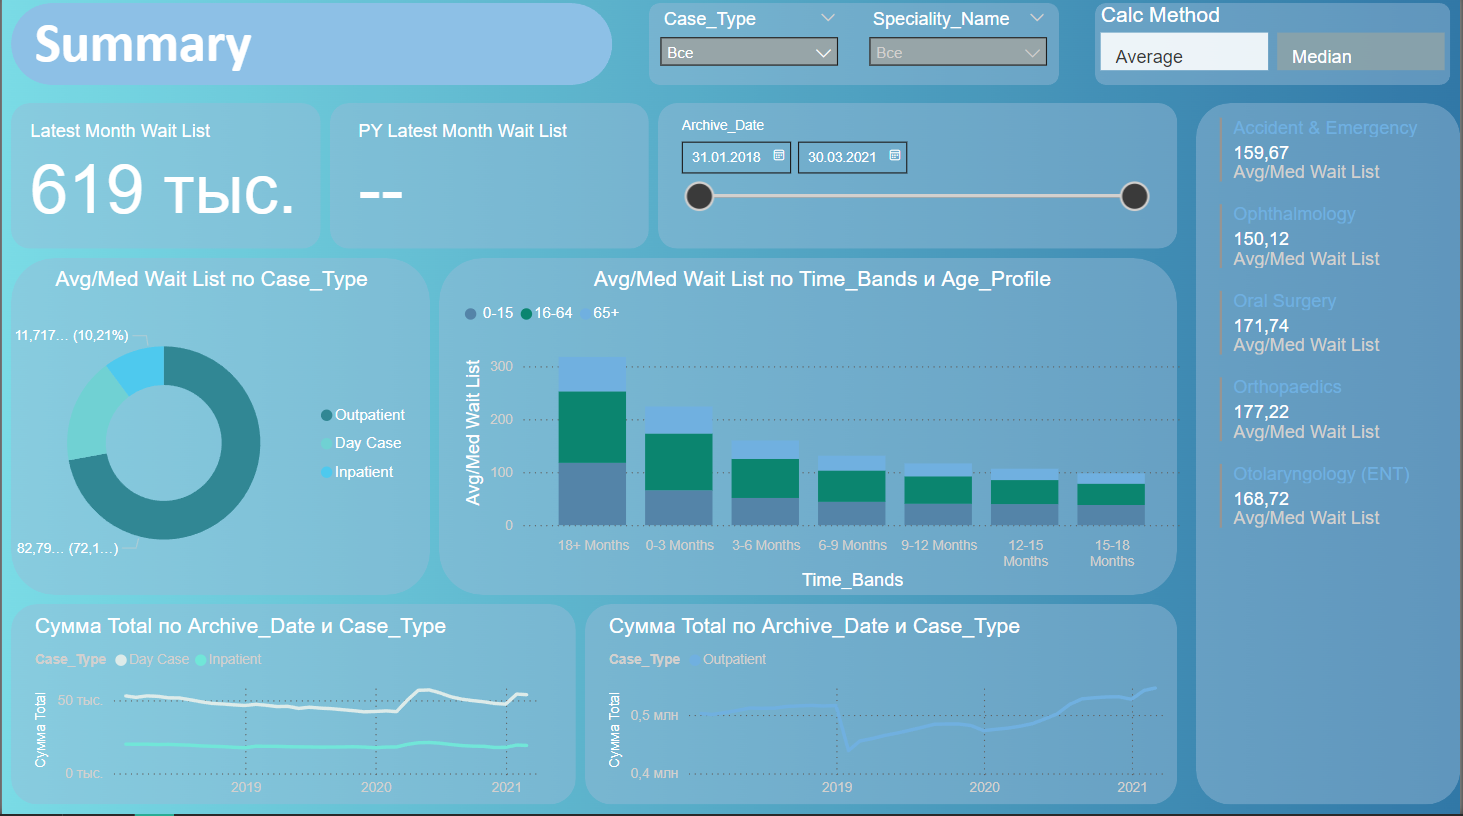 Summary
Case_Type
Все
Speciality_Name
Все
Calc Method
Average
Median
Latest Month Wait List
619 тыс.
PY Latest Month Wait List
--
Archive_Date
31.01.2018
30.03.2021
Accident & Emergency
159,67
Avg/Med Wait List
Ophthalmology
150,12
Avg/Med Wait List
Oral Surgery
171,74
Avg/Med Wait List
Orthopaedics
177,22
Avg/Med Wait List
Otolaryngology (ENT)
168,72
Avg/Med Wait List
Avg/Med Wait List по Case_Type
11,717... (10,21%)
82,79... (72,1...)
Outpatient
Day Case
Inpatient
Avg/Med Wait List по Time_Bands и Age_Profile
0-15 16-64 65+
Avg/Med Wait List
300
200
100
0
18+ Months 0-3 Months 3-6 Months 6-9 Months 9-12 Months 12-15 Months 15-18 Months
Time_Bands
Сумма Total по Archive_Date и Case_Type
Case_Type Day Case Inpatient
Сумма Total
50 тыс.
0 тыс.
2019 2020 2021
Сумма Total по Archive_Date и Case_Type
Case_Type Outpatient
Сумма Total
0,5 млн
0,4 млн
2019 2020 2021